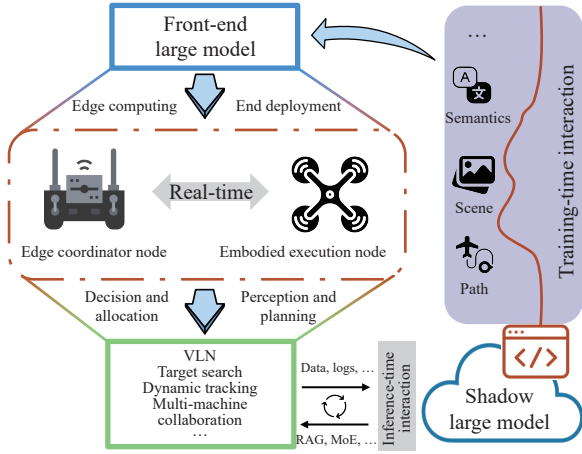 Front-end
large model
Edge computing
End deployment
Real-time
Edge coordinator node
Embodied execution node
Decision and
allocation
Perception and
planning
VLN
Target search
Dynamic tracking
Multi-machine
collaboration
…
Data, logs, …
RAG, MoE, …
Inference-time
interaction
…
A
文
Semantics
Scene
Path
Training-time interaction
</>
Shadow
large model